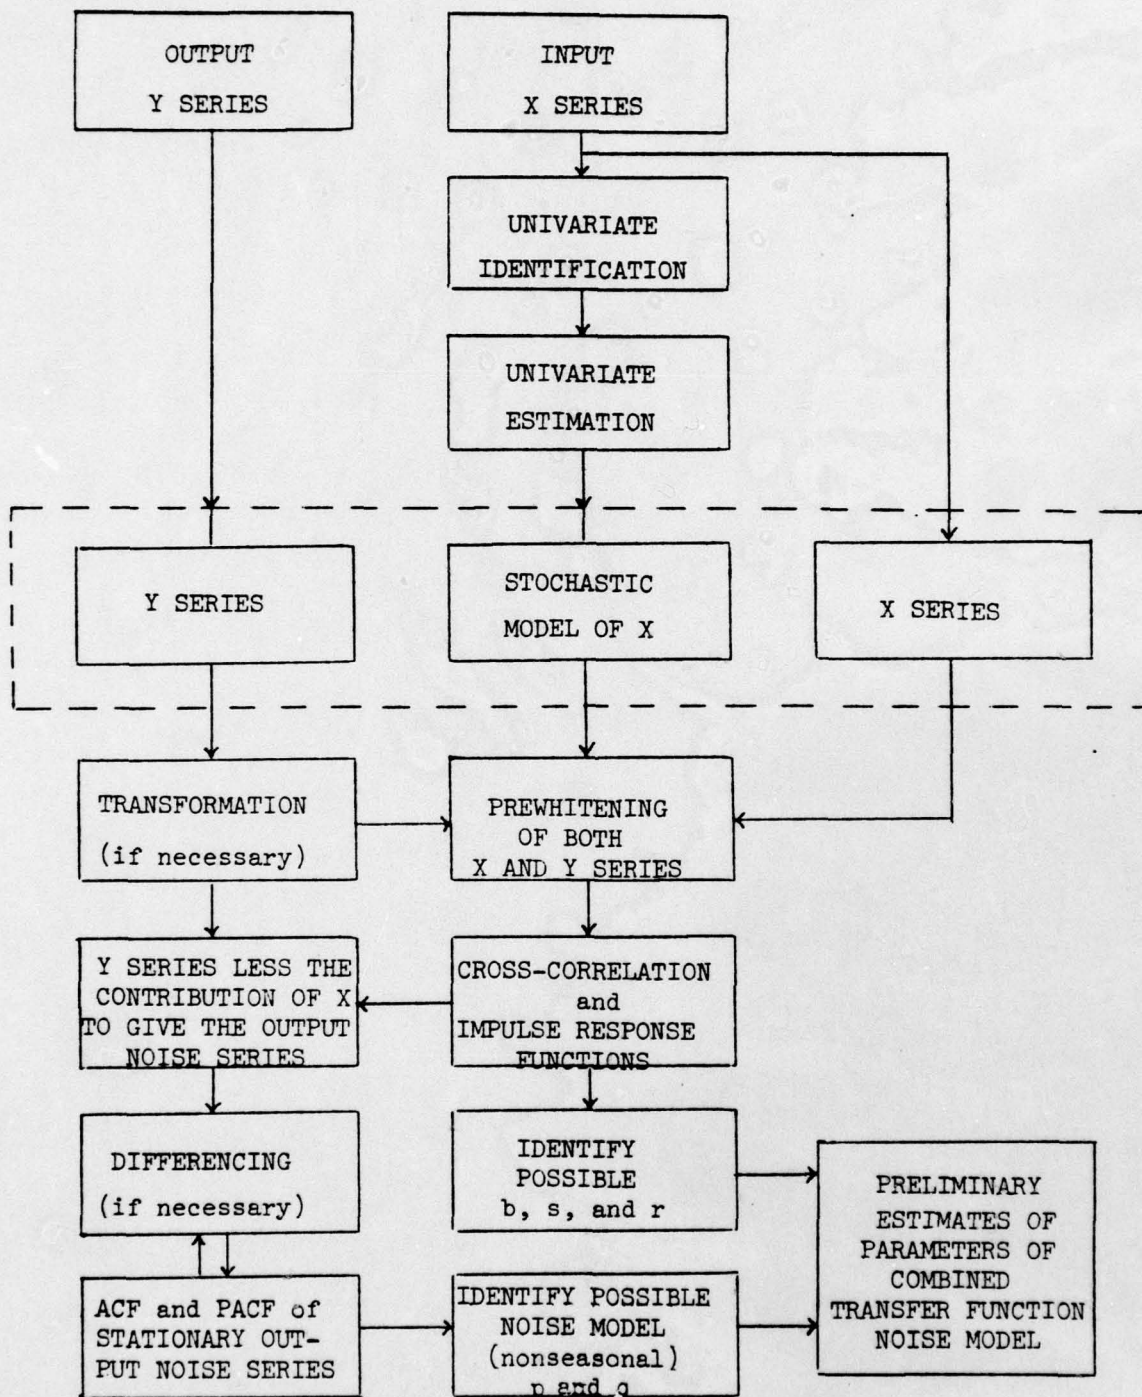 OUTPUT
Y SERIES
INPUT
X SERIES
UNIVARIATE
IDENTIFICATION
UNIVARIATE
ESTIMATION
Y SERIES
STOCHASTIC
MODEL OF X
X SERIES
TRANSFORMATION
(if necessary)
PREWHITENING
OF BOTH
X AND Y SERIES
Y SERIES LESS THE
CONTRIBUTION OF X
TO GIVE THE OUTPUT
NOISE SERIES
CROSS-CORRELATION
and
IMPULSE RESPONSE
FUNCTIONS
DIFFERENCING
(if necessary)
IDENTIFY
POSSIBLE
b, s, and r
PRELIMINARY
ESTIMATES OF
PARAMETERS OF
COMBINED
TRANSFER FUNCTION
NOISE MODEL
ACF and PACF of
STATIONARY OUT-
PUT NOISE SERIES
IDENTIFY POSSIBLE
NOISE MODEL
(nonseasonal)
p and q